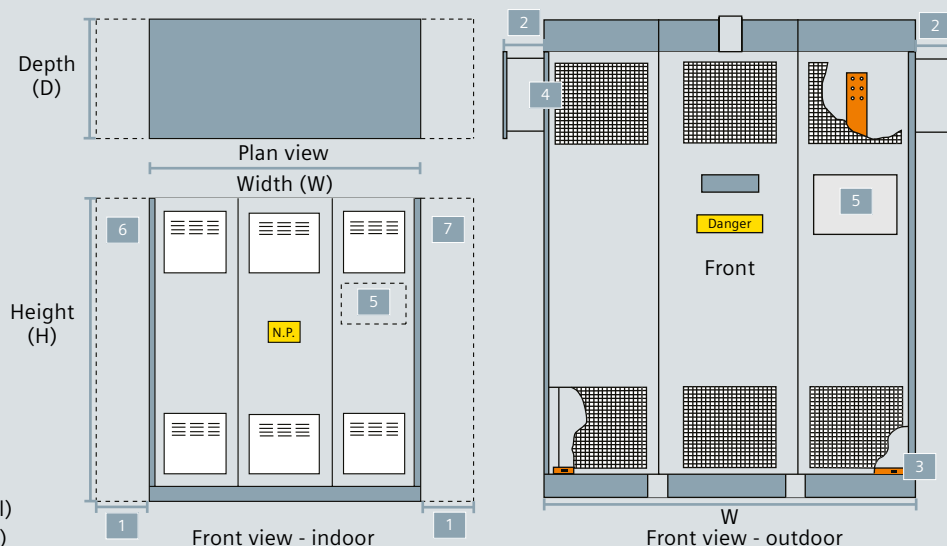 Depth
(D)
Plan view
Width (W)
6
7
5
N.P.
Height
(H)
l)
)
1
1
Front view - indoor
2
2
4
5
Danger
Front
3
W
Front view - outdoor